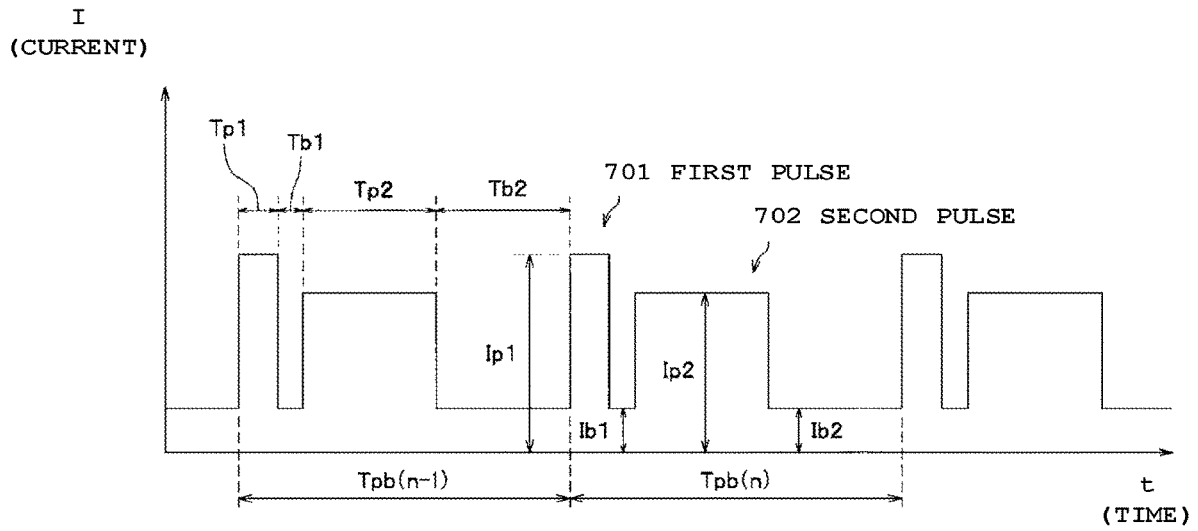 I
(CURRENT)
Tp1
Tb1
Tp2
Tb2
701 FIRST PULSE
702 SECOND PULSE
Ip1
Ip2
Ib1
Ib2
Tpb(n-1)
Tpb(n)
t
(TIME)